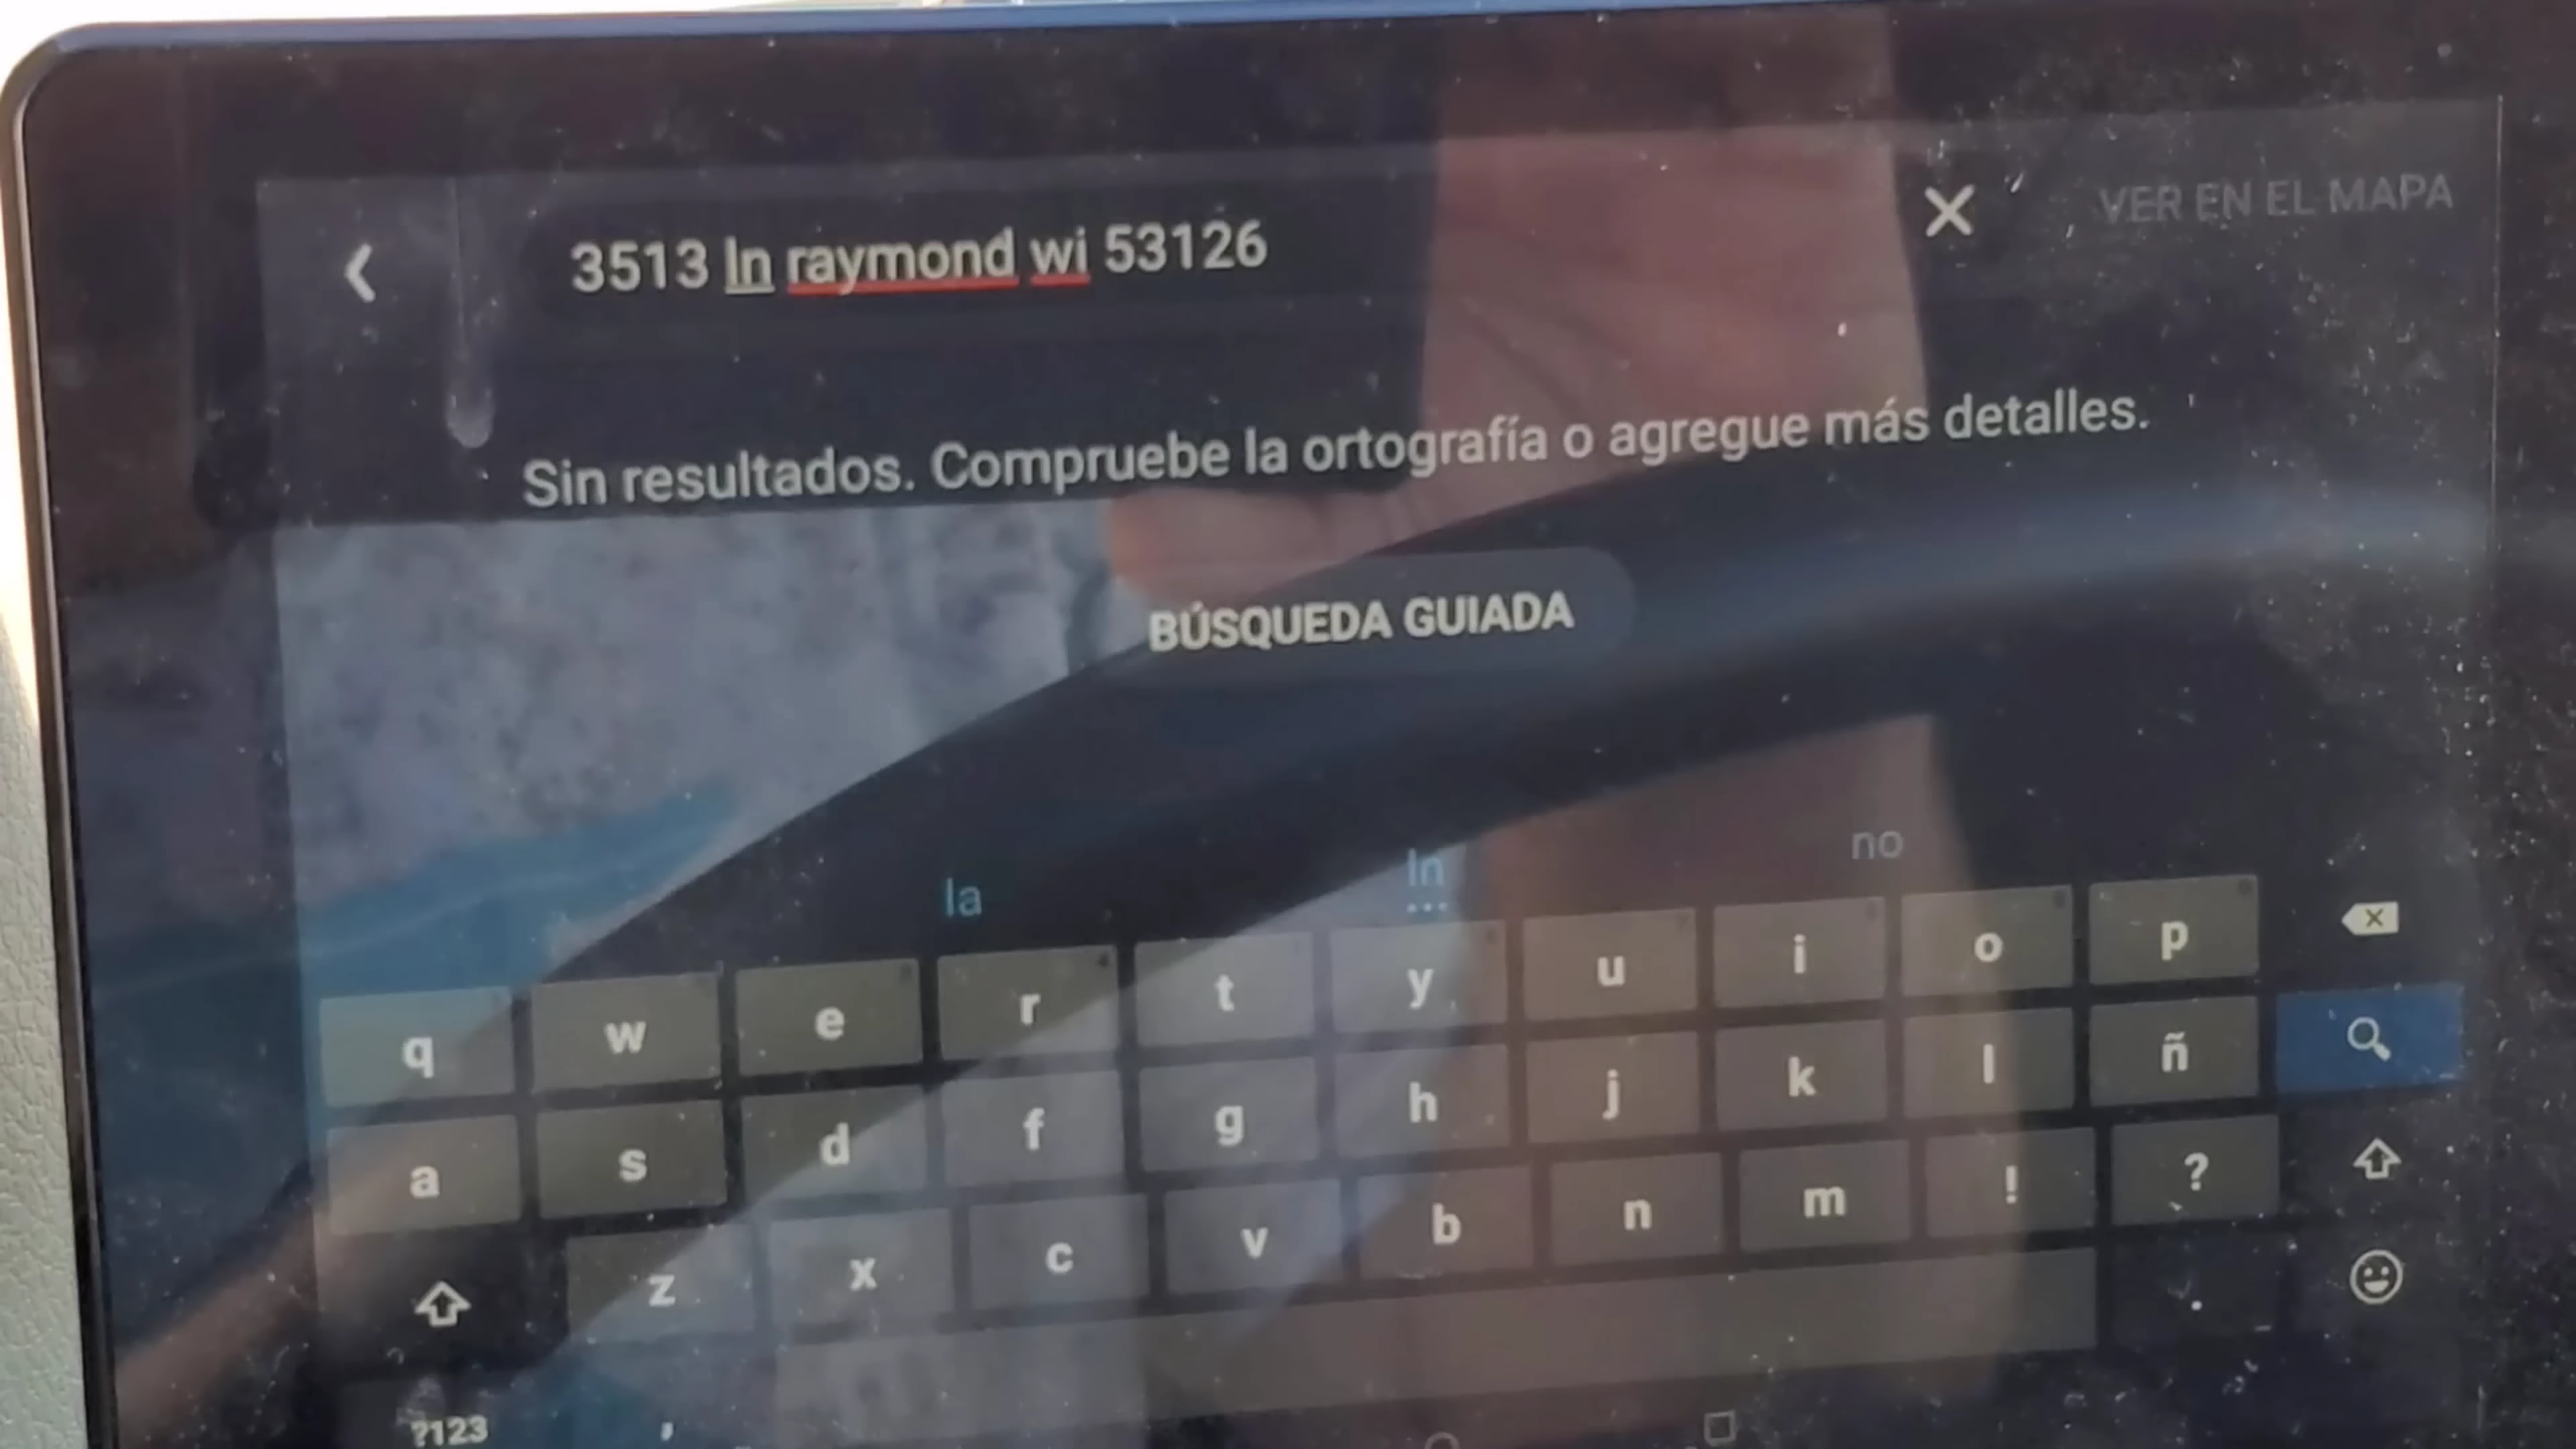 3513 ln raymond wi 53126
VER EN EL MAPA
Sin resultados. Compruebe la ortografía o agregue más detalles.
BÚSQUEDA GUIADA
la ln no
q w e r t y u i o p
a s d f g h j k l ñ
z x c v b n m ! ?
?123 , .